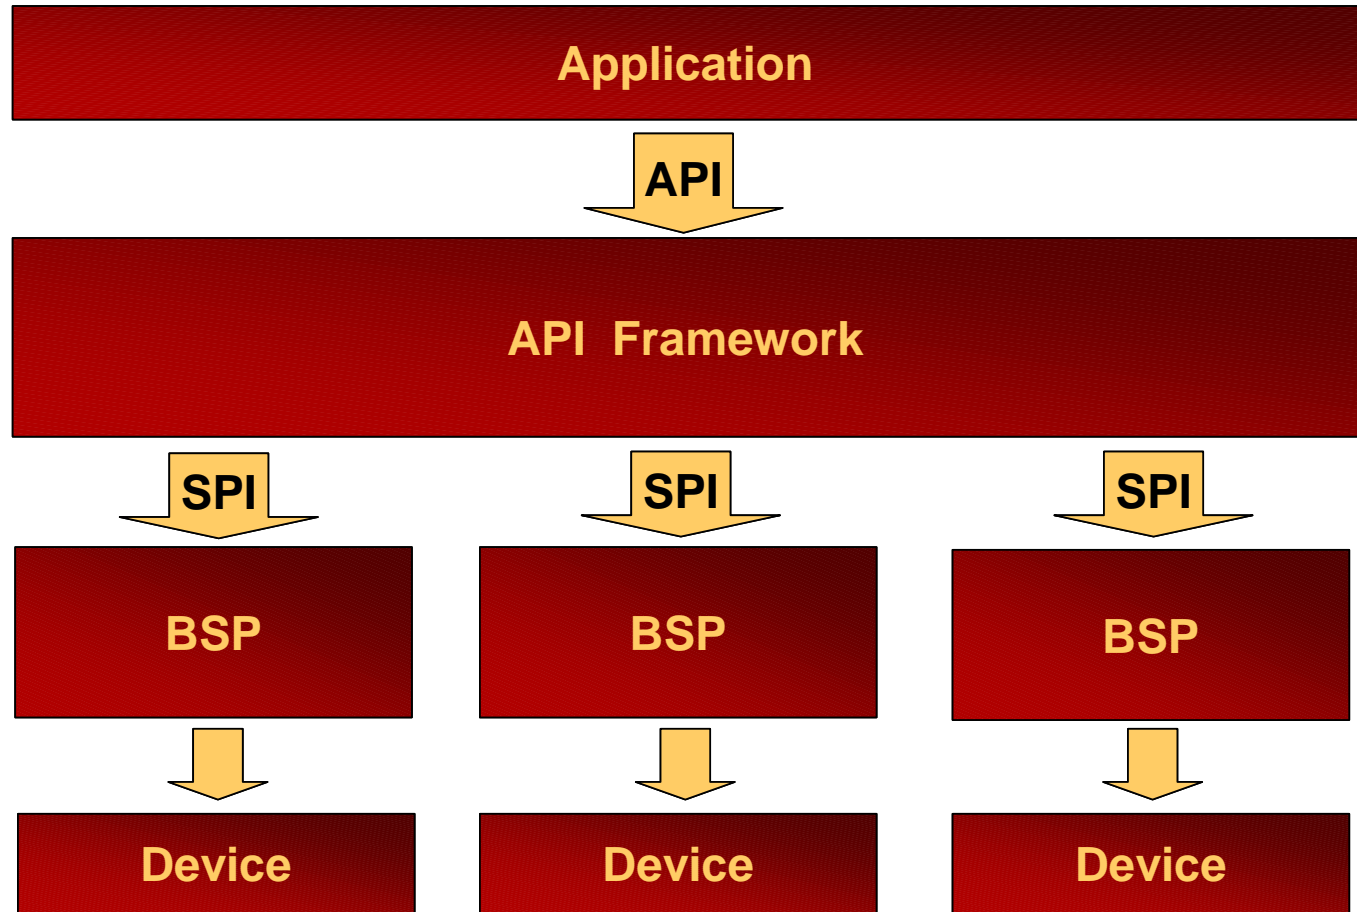 Application
API
API Framework
SPI SPI SPI
BSP BSP BSP
Device Device Device